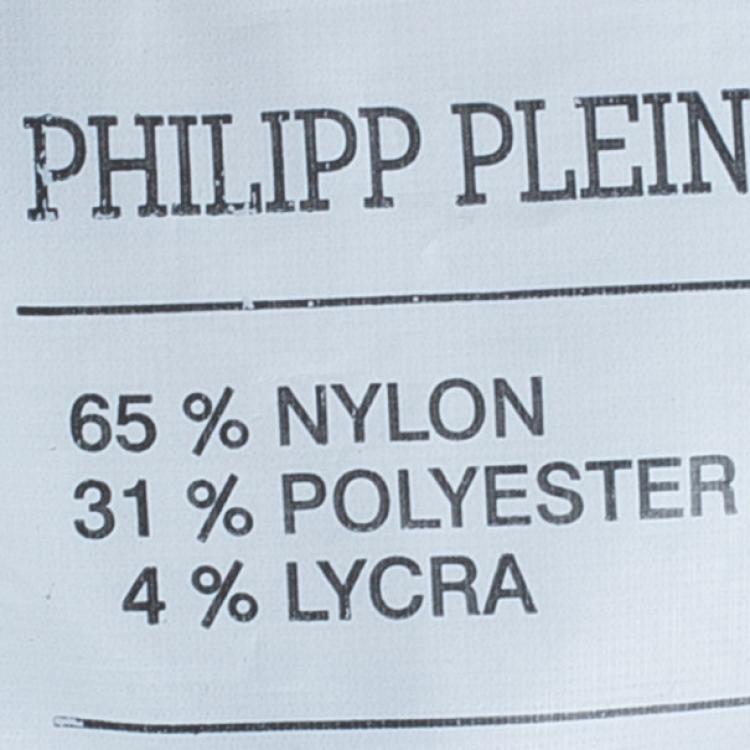 PHILIPP PLEIN
65 % NYLON
31 % POLYESTER
4 % LYCRA